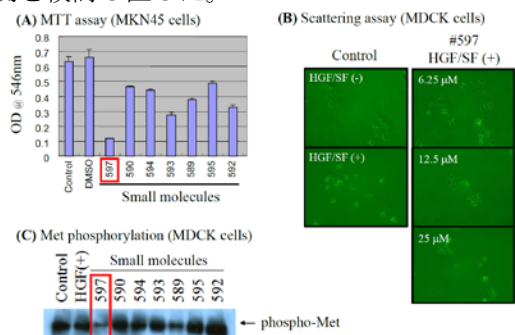 (A) MTT assay (MKN45 cells)
OD @ 546nm
0.8
0.7
0.6
0.5
0.4
0.3
0.2
0.1
Control
DMSO
597
590
594
593
589
595
592
Small molecules
(B) Scattering assay (MDCK cells)
Control
#597
HGF/SF (+)
HGF/SF (-)
HGF/SF (+)
6.25 μM
12.5 μM
25 μM
(C) Met phosphorylation (MDCK cells)
Small molecules
Control
HGF(+)
597
590
594
593
589
595
592
← phospho-Met